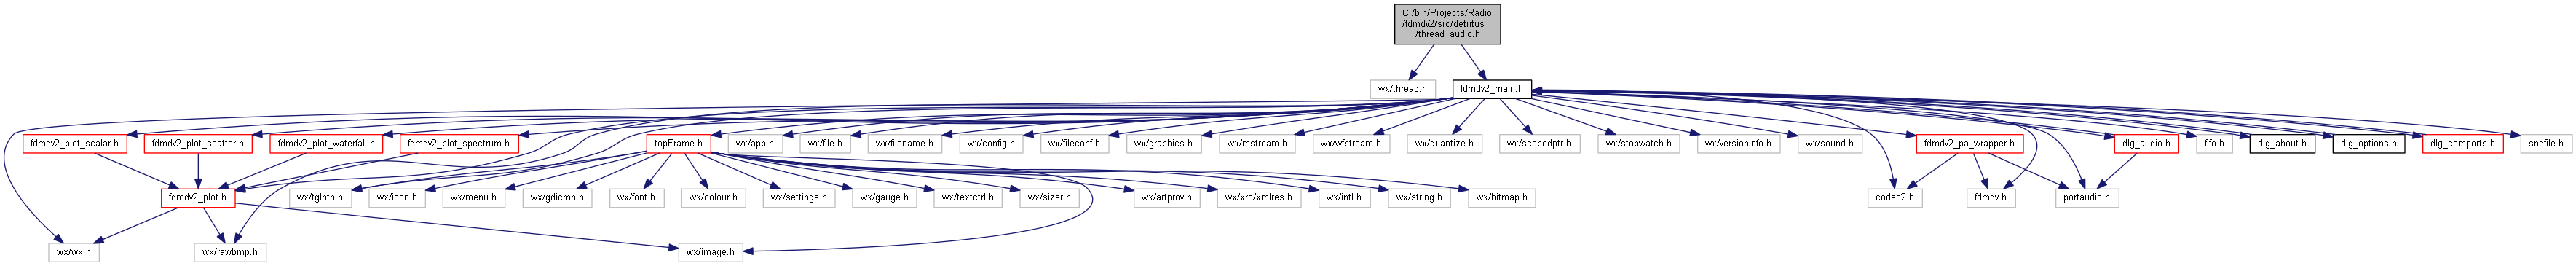 C:/bin/Projects/Radio
/fdmdv2/src/detritus
/thread_audio.h
wx/thread.h
fdmdv2_main.h
fdmdv2_plot_scalar.h
fdmdv2_plot_scatter.h
fdmdv2_plot_waterfall.h
fdmdv2_plot_spectrum.h
topFrame.h
wx/app.h
wx/file.h
wx/filename.h
wx/config.h
wx/fileconf.h
wx/graphics.h
wx/mstream.h
wx/wfstream.h
wx/quantize.h
wx/scopedptr.h
wx/stopwatch.h
wx/versioninfo.h
wx/sound.h
fdmdv2_pa_wrapper.h
dlg_audio.h
fifo.h
dlg_about.h
dlg_options.h
dlg_comports.h
sndfile.h
fdmdv2_plot.h
wx/tglbtn.h
wx/icon.h
wx/menu.h
wx/gdicmn.h
wx/font.h
wx/colour.h
wx/settings.h
wx/gauge.h
wx/textctrl.h
wx/sizer.h
wx/artprov.h
wx/xrc/xmlres.h
wx/intl.h
wx/string.h
wx/bitmap.h
codec2.h
fdmdv.h
portaudio.h
wx/wx.h
wx/rawbmp.h
wx/image.h